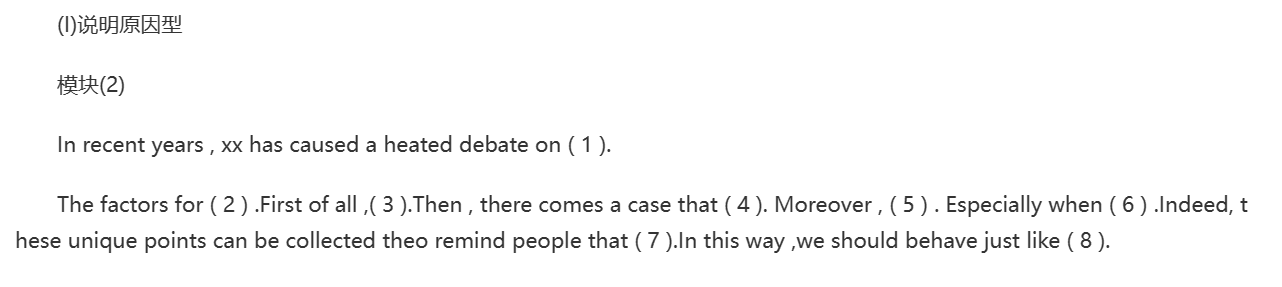 (I)说明原因型
模块(2)
In recent years , xx has caused a heated debate on ( 1 ).
The factors for ( 2 ) .First of all ,( 3 ).Then , there comes a case that ( 4 ). Moreover , ( 5 ) . Especially when ( 6 ) .Indeed, t
hese unique points can be collected theo remind people that ( 7 ).In this way ,we should behave just like ( 8 ).